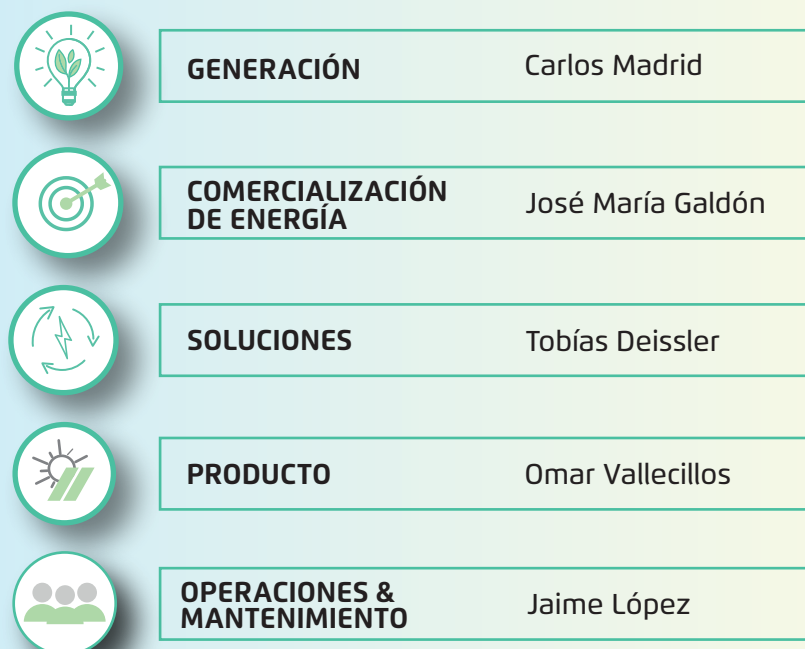 GENERACIÓN Carlos Madrid
COMERCIALIZACIÓN
DE ENERGÍA
José María Galdón
SOLUCIONES Tobías Deissler
PRODUCTO Omar Vallecillos
OPERACIONES &
MANTENIMIENTO
Jaime López